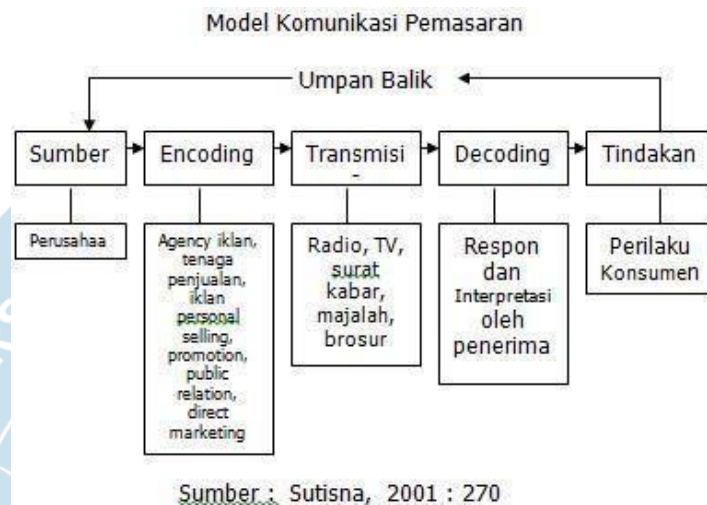 Model Komunikasi Pemasaran
Umpan Balik
Sumber
Encoding
Transmisi
-
Decoding
Tindakan
Perusahaa
Agency iklan,
tenaga
penjualan,
iklan
personal
selling,
promotion,
public
relation,
direct
marketing
Radio, TV,
surat
kabar,
majalah,
brosur
Respon
dan
Interpretasi
oleh
penerima
Perilaku
Konsumen
Sumber : Sutisna, 2001 : 270